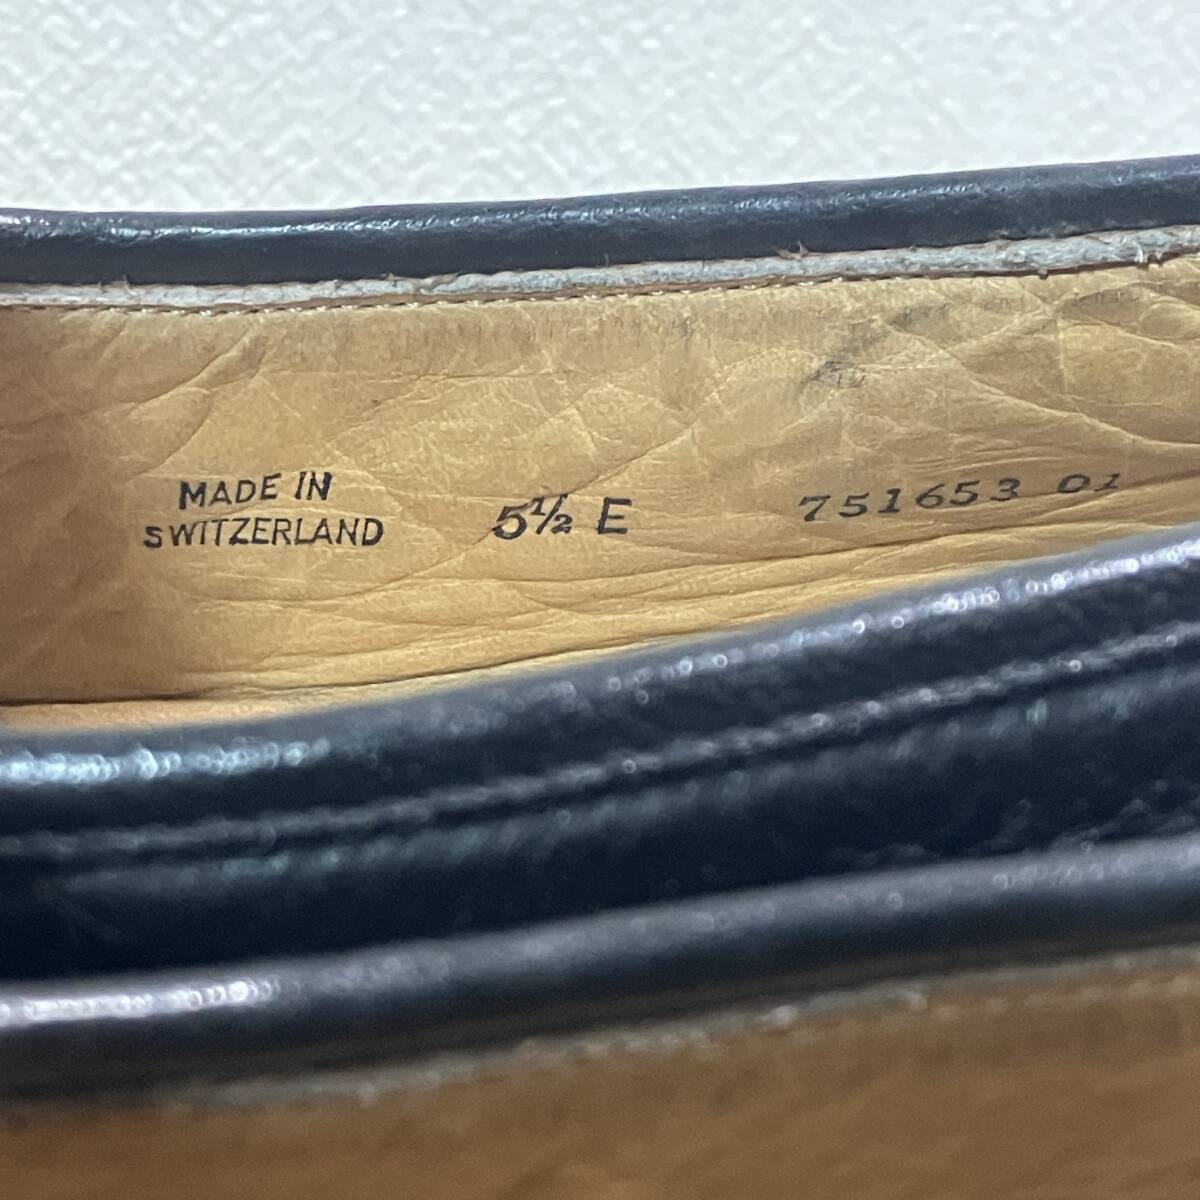 MADE IN
SWITZERLAND
5½ E
751653 01